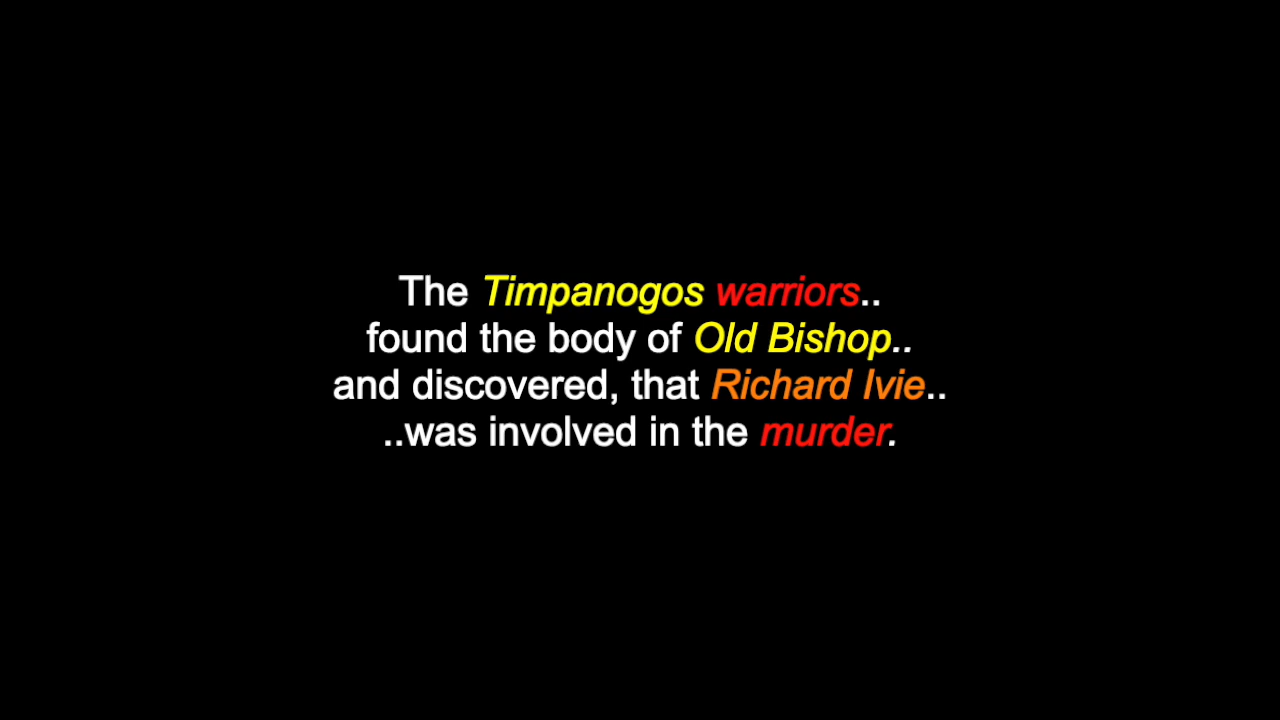 The Timpanogos warriors..
found the body of Old Bishop..
and discovered, that Richard Ivie..
..was involved in the murder.